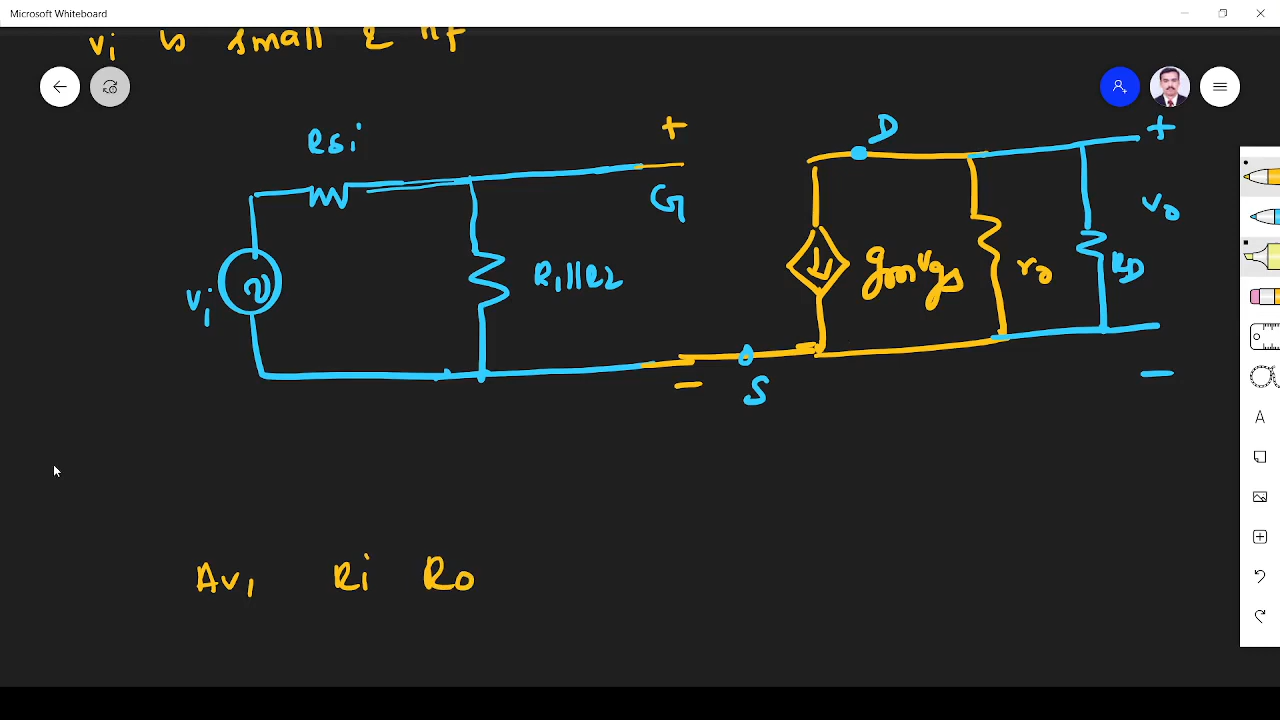 Microsoft Whiteboard
vi is small & hf
Rsi
+
D
+
G
vo
vi
R1||R2
gmvgs
ro
RD
−
S
−
Av, Ri Ro
A